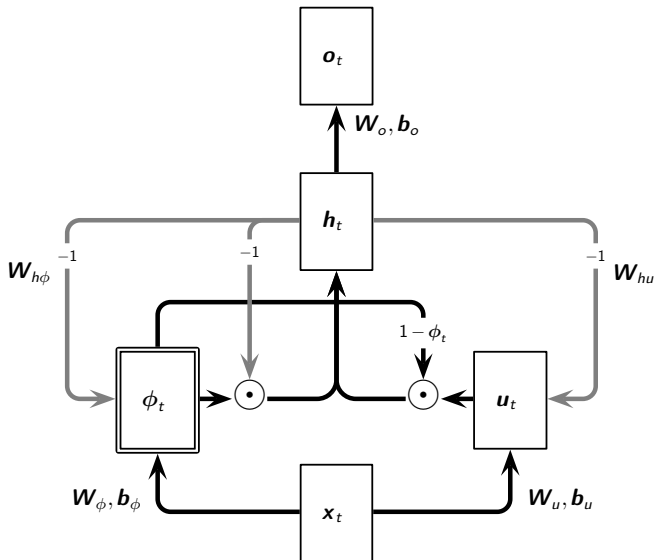 o_t
W_o, b_o
h_t
−1
−1
−1
W_hϕ
W_hu
1 − ϕ_t
ϕ_t
u_t
W_ϕ, b_ϕ
W_u, b_u
x_t